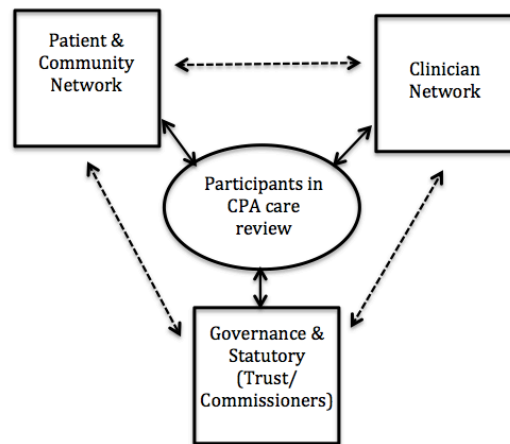 Patient &
Community
Network
Clinician
Network
Participants in
CPA care
review
Governance &
Statutory
(Trust/
Commissioners)